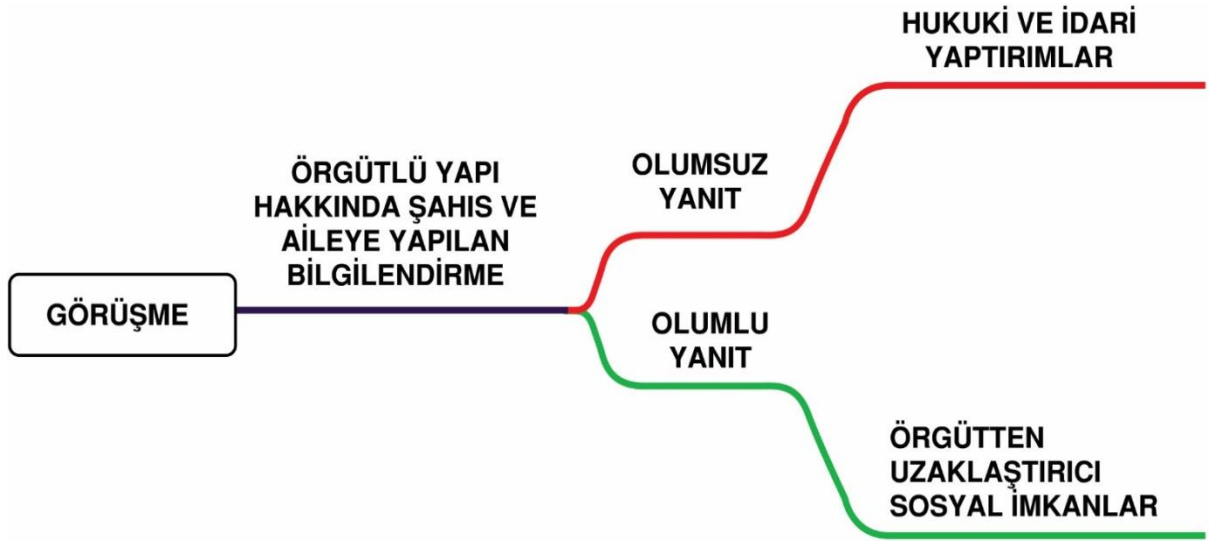 GÖRÜŞME
ÖRGÜTLÜ YAPI
HAKKINDA ŞAHIS VE
AİLEYE YAPILAN
BİLGİLENDİRME
OLUMSUZ
YANIT
HUKUKİ VE İDARİ
YAPTIRIMLAR
OLUMLU
YANIT
ÖRGÜTTEN
UZAKLAŞTIRICI
SOSYAL İMKANLAR